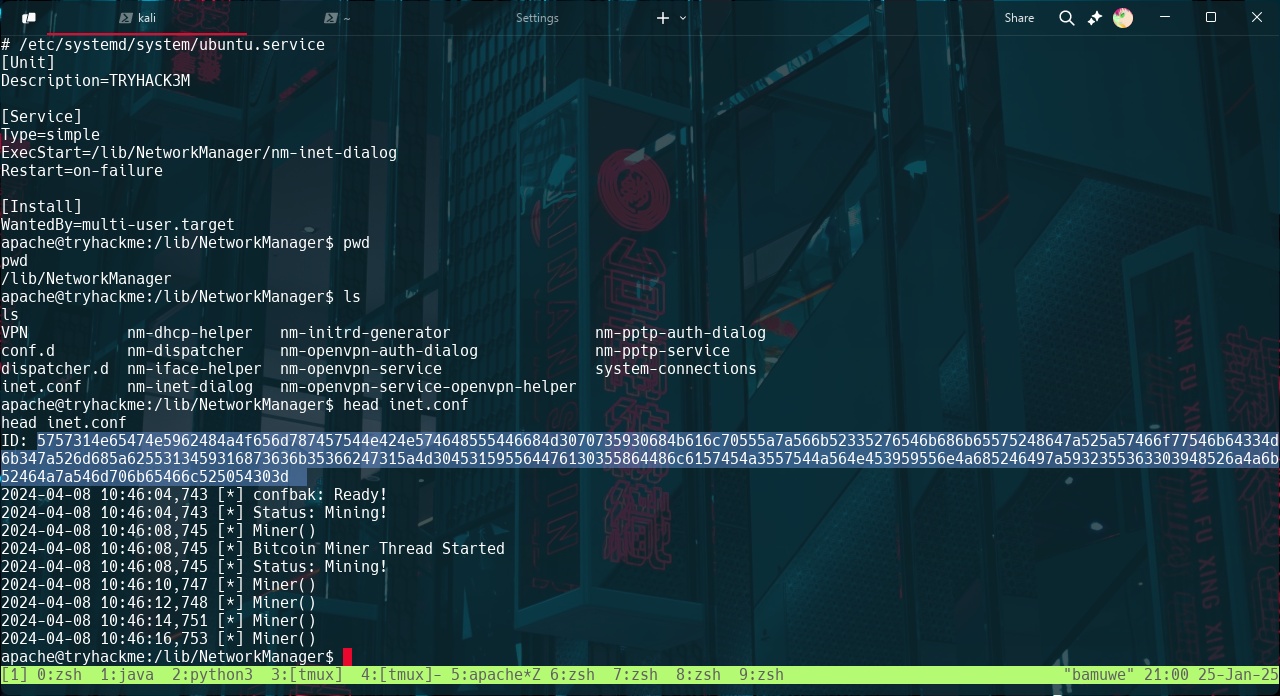 kali
~
Settings
Share
# /etc/systemd/system/ubuntu.service
[Unit]
Description=TRYHACK3M
[Service]
Type=simple
ExecStart=/lib/NetworkManager/nm-inet-dialog
Restart=on-failure
[Install]
WantedBy=multi-user.target
apache@tryhackme:/lib/NetworkManager$ pwd
pwd
/lib/NetworkManager
apache@tryhackme:/lib/NetworkManager$ ls
ls
VPN nm-dhcp-helper nm-initrd-generator nm-pptp-auth-dialog
conf.d nm-dispatcher nm-openvpn-auth-dialog nm-pptp-service
dispatcher.d nm-iface-helper nm-openvpn-service system-connections
inet.conf nm-inet-dialog nm-openvpn-service-openvpn-helper
apache@tryhackme:/lib/NetworkManager$ head inet.conf
head inet.conf
ID: 5757314e65474e5962484a4f656d787457544e424e574648555446684d3070735930684b616c70555a7a566b52335276546b686b65575248647a525a57466f77546b64334d
6b347a526d685a6255313459316873636b35366247315a4d304531595564476130355864486c6157454a3557544a564e453959556e4a685246497a5932355363303948526a4a6b
52464a7a546d706b65466c525054303d
2024-04-08 10:46:04,743 [*] confbak: Ready!
2024-04-08 10:46:04,743 [*] Status: Mining!
2024-04-08 10:46:08,745 [*] Miner()
2024-04-08 10:46:08,745 [*] Bitcoin Miner Thread Started
2024-04-08 10:46:08,745 [*] Status: Mining!
2024-04-08 10:46:10,747 [*] Miner()
2024-04-08 10:46:12,748 [*] Miner()
2024-04-08 10:46:14,751 [*] Miner()
2024-04-08 10:46:16,753 [*] Miner()
apache@tryhackme:/lib/NetworkManager$
[1] 0:zsh 1:java 2:python3 3:[tmux] 4:[tmux]- 5:apache*Z 6:zsh 7:zsh 8:zsh 9:zsh "bamuwe" 21:00 25-Jan-25
XIN FU XING XIN